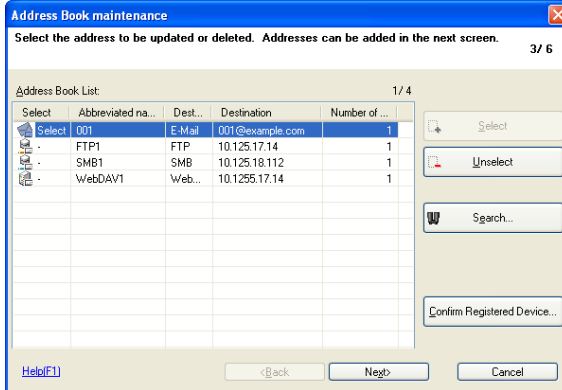 Address Book maintenance
Select the address to be updated or deleted. Addresses can be added in the next screen.
3/ 6
Address Book List:
1/ 4
Select Abbreviated na... Dest... Destination Number of ...
Select 001 E-Mail 001@example.com 1
- FTP1 FTP 10.125.17.14 1
- SMB1 SMB 10.125.18.112 1
- WebDAV1 Web... 10.1255.17.14 1
Select
Unselect
Search...
Confirm Registered Device...
Help(F1)
<Back
Next>
Cancel